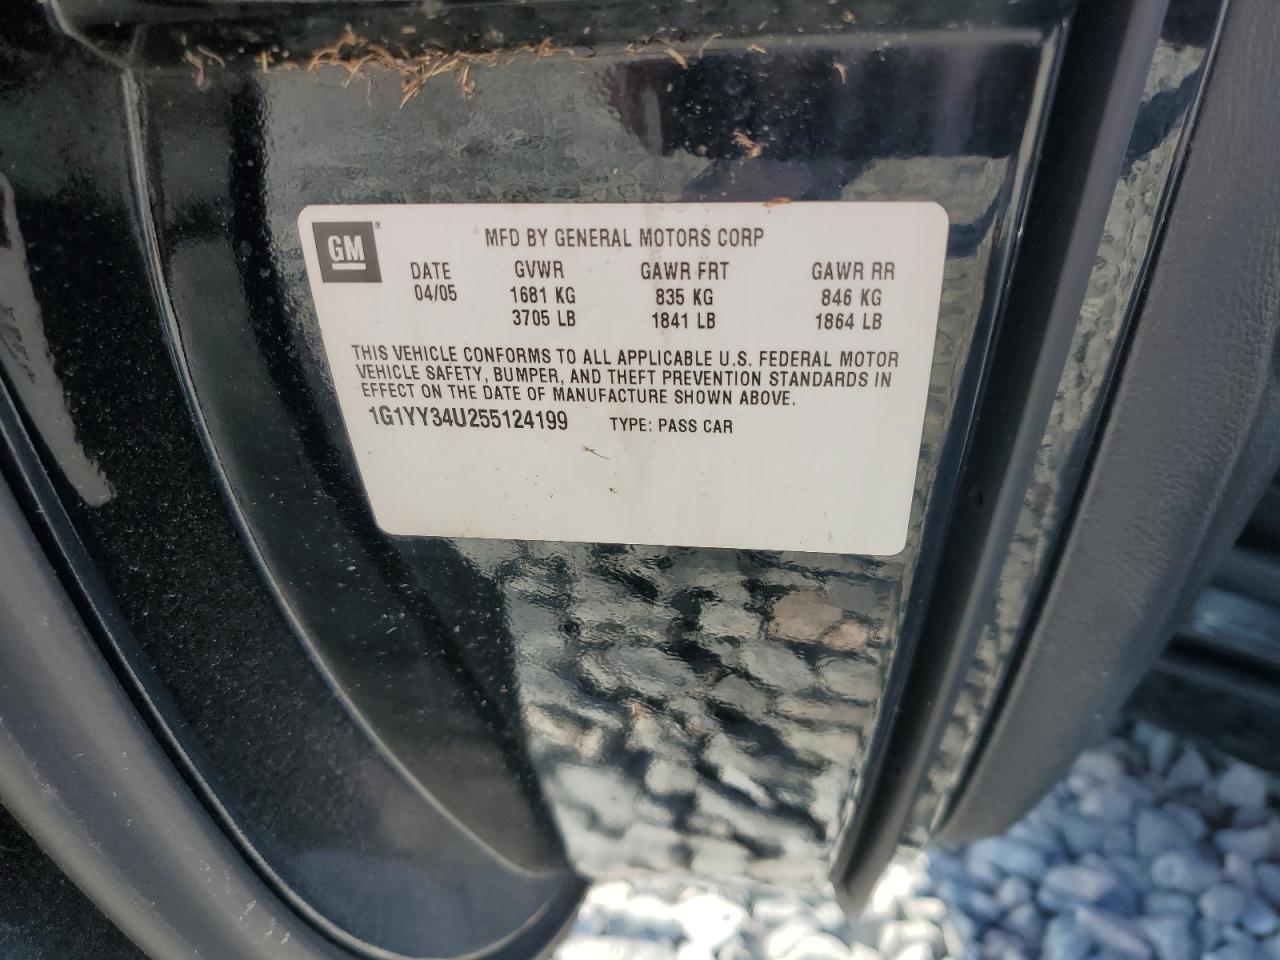 GM®
MFD BY GENERAL MOTORS CORP
DATE GVWR GAWR FRT GAWR RR
04/05 1681 KG 835 KG 846 KG
3705 LB 1841 LB 1864 LB
THIS VEHICLE CONFORMS TO ALL APPLICABLE U.S. FEDERAL MOTOR
VEHICLE SAFETY, BUMPER, AND THEFT PREVENTION STANDARDS IN
EFFECT ON THE DATE OF MANUFACTURE SHOWN ABOVE.
1G1YY34U255124199 TYPE: PASS CAR